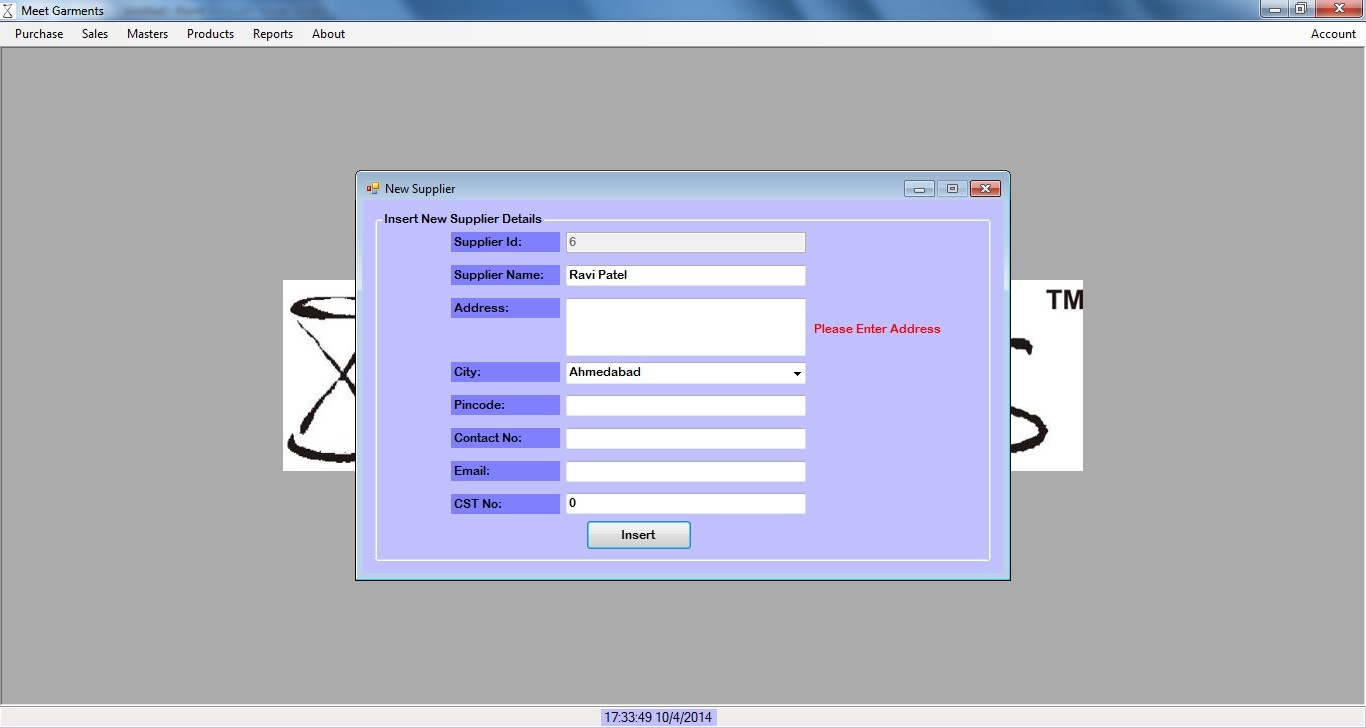 Meet Garments
Purchase Sales Masters Products Reports About Account
New Supplier
Insert New Supplier Details
Supplier Id: 6
Supplier Name: Ravi Patel
Address:
Please Enter Address
City: Ahmedabad
Pincode:
Contact No:
Email:
CST No: 0
Insert
TM
17:33:49 10/4/2014